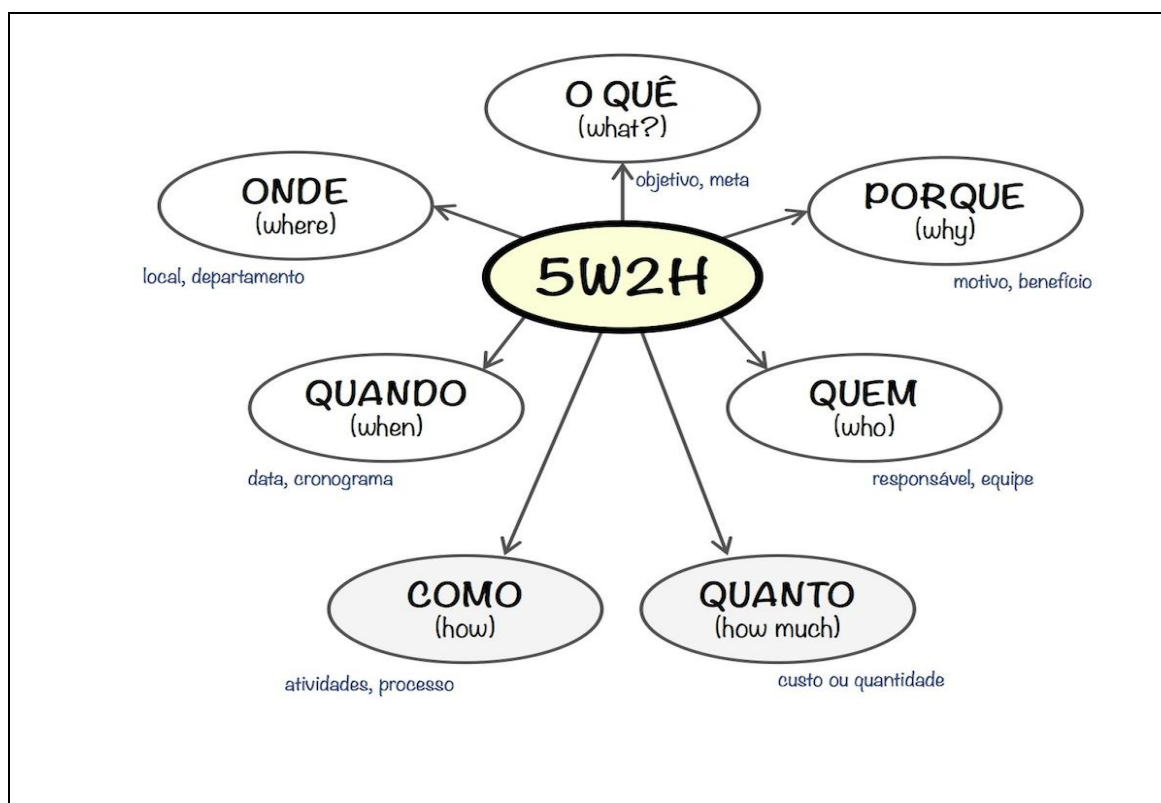 O QUÊ
(what?)
objetivo, meta
ONDE
(where)
local, departamento
PORQUE
(why)
motivo, benefício
5W2H
QUANDO
(when)
data, cronograma
QUEM
(who)
responsável, equipe
COMO
(how)
atividades, processo
QUANTO
(how much)
custo ou quantidade